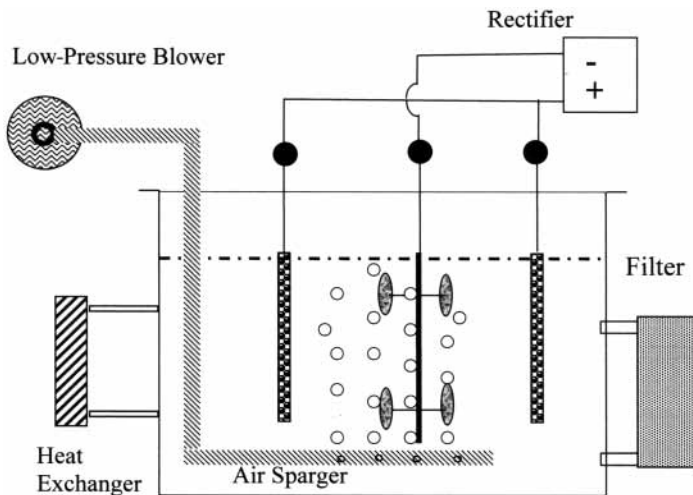 Rectifier
Low-Pressure Blower
-
+
Filter
Heat
Exchanger
Air Sparger